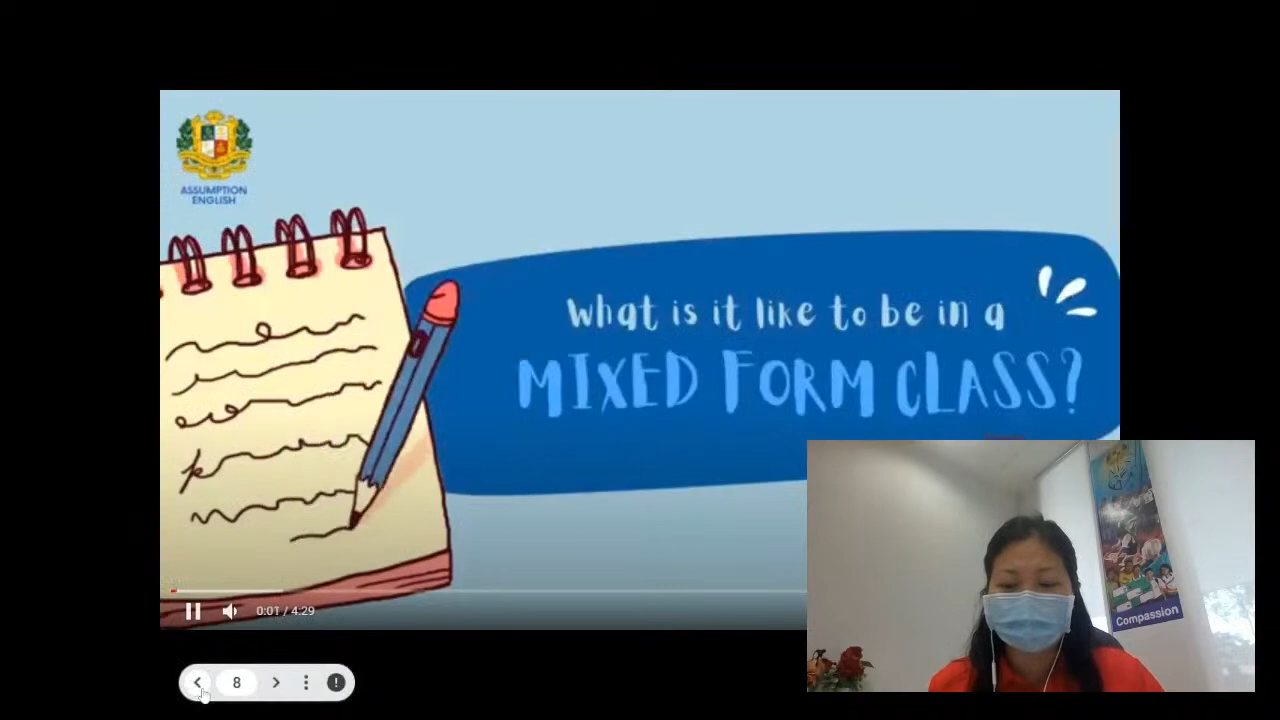 ASSUMPTION
ENGLISH
What is it like to be in a
MIXED FORM CLASS?
0:01 / 4:29
Compassion
8